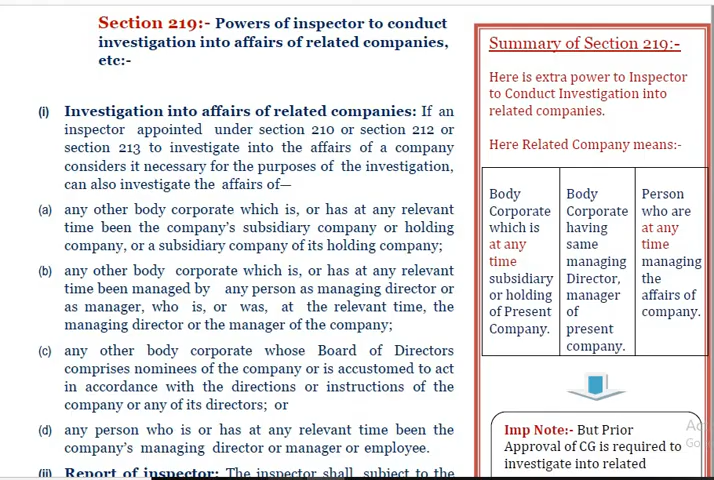 Section 219:- Powers of inspector to conduct
investigation into affairs of related companies,
etc:-
(i) Investigation into affairs of related companies: If an
inspector appointed under section 210 or section 212 or
section 213 to investigate into the affairs of a company
considers it necessary for the purposes of the investigation,
can also investigate the affairs of—
(a) any other body corporate which is, or has at any relevant
time been the company's subsidiary company or holding
company, or a subsidiary company of its holding company;
(b) any other body corporate which is, or has at any relevant
time been managed by any person as managing director or
as manager, who is, or was, at the relevant time, the
managing director or the manager of the company;
(c) any other body corporate whose Board of Directors
comprises nominees of the company or is accustomed to act
in accordance with the directions or instructions of the
company or any of its directors; or
(d) any person who is or has at any relevant time been the
company's managing director or manager or employee.
(ii) Report of inspector: The inspector shall, subject to the
Summary of Section 219:-
Here is extra power to Inspector
to Conduct Investigation into
related companies.
Here Related Company means:-
Body
Corporate
which is
at any
time
subsidiary
or holding
of Present
Company.
Body
Corporate
having
same
managing
Director,
manager
of
present
company.
Person
who are
at any
time
managing
the
affairs of
company.
Imp Note:- But Prior
Approval of CG is required to
investigate into related